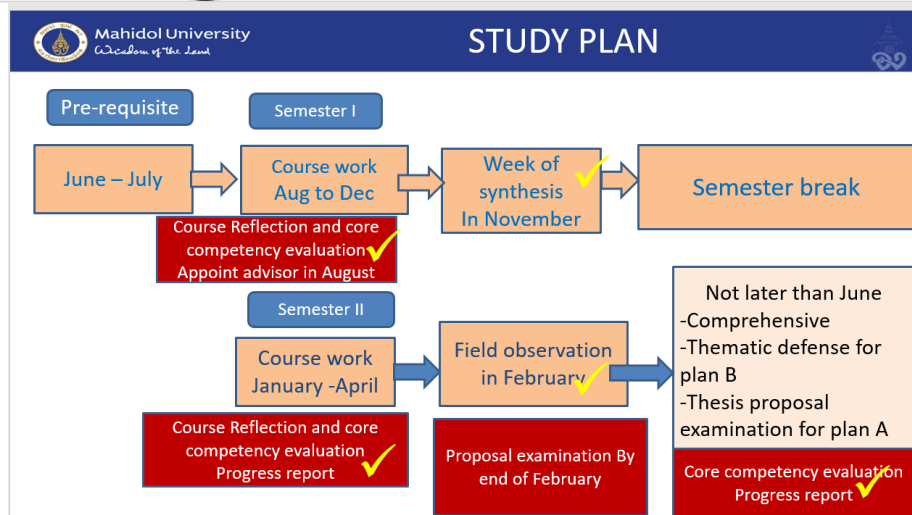 Mahidol University
Wisdom of the Land
STUDY PLAN
Pre-requisite
Semester I
June – July
Course work
Aug to Dec
Week of
synthesis
In November
Semester break
Course Reflection and core
competency evaluation
Appoint advisor in August
Semester II
Course work
January -April
Field observation
in February
Not later than June
-Comprehensive
-Thematic defense for
plan B
-Thesis proposal
examination for plan A
Course Reflection and core
competency evaluation
Progress report
Proposal examination By
end of February
Core competency evaluation
Progress report